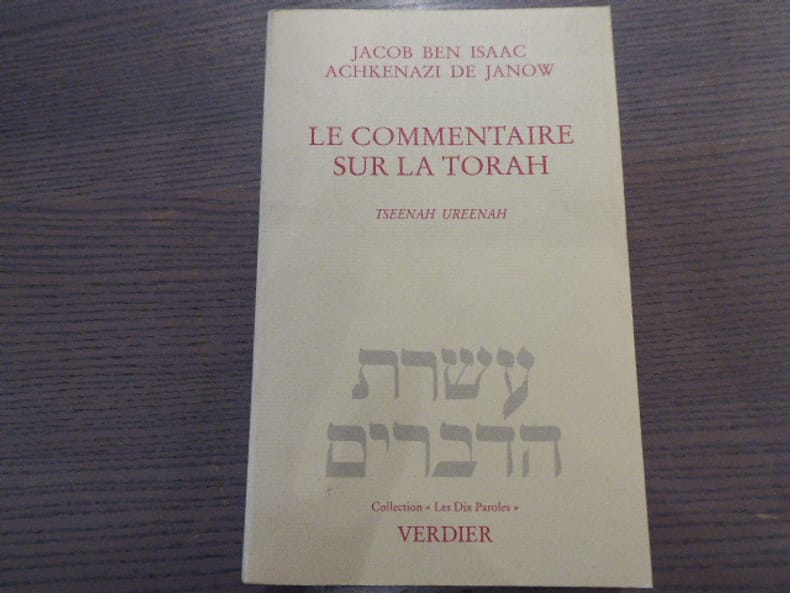 JACOB BEN ISAAC
ACHKENAZI DE JANOW
LE COMMENTAIRE
SUR LA TORAH
TSEENAH UREENAH
עשרת
הדברים
Collection « Les Dix Paroles »
VERDIER